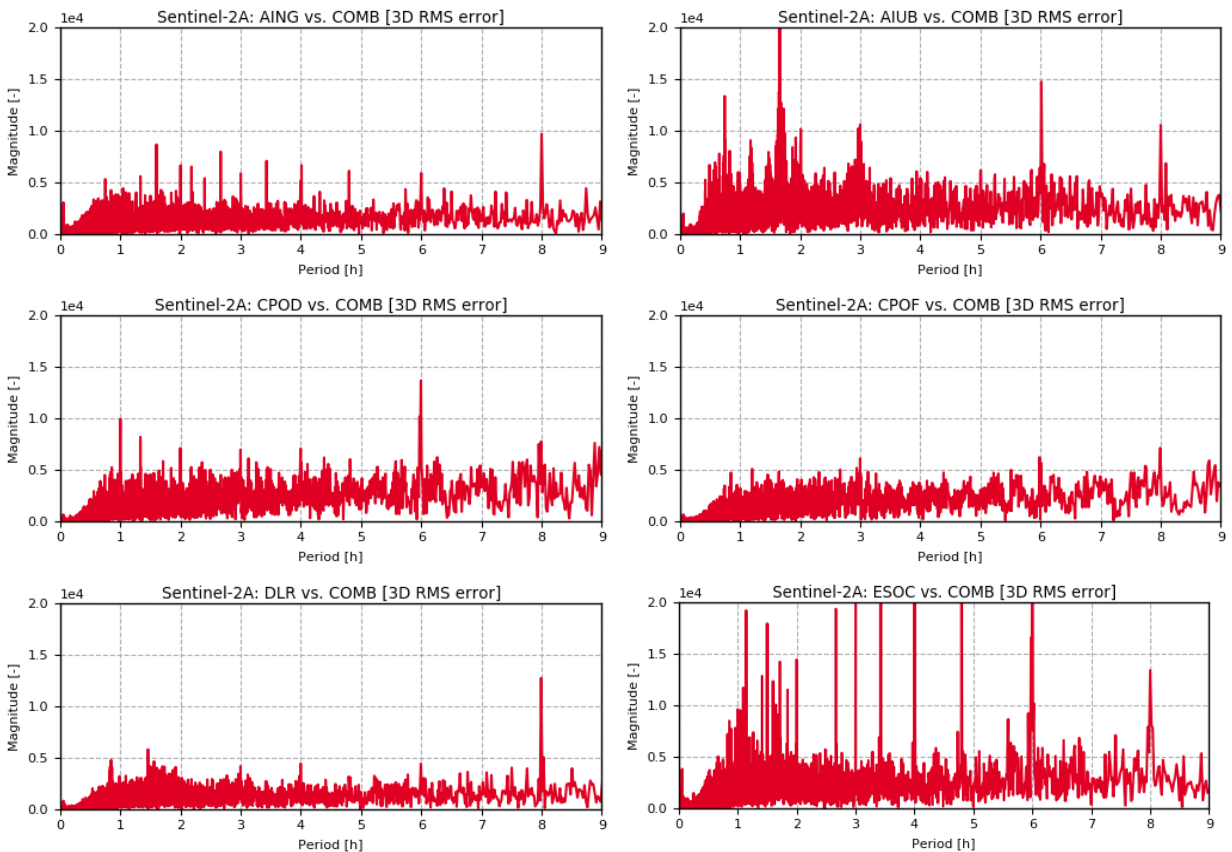 Sentinel-2A: AING vs. COMB [3D RMS error]
1e4
2.0
1.5
1.0
0.5
0.0
Magnitude [-]
0 1 2 3 4 5 6 7 8 9
Period [h]
Sentinel-2A: AIUB vs. COMB [3D RMS error]
1e4
2.0
1.5
1.0
0.5
0.0
Magnitude [-]
0 1 2 3 4 5 6 7 8 9
Period [h]
Sentinel-2A: CPOD vs. COMB [3D RMS error]
1e4
2.0
1.5
1.0
0.5
0.0
Magnitude [-]
0 1 2 3 4 5 6 7 8 9
Period [h]
Sentinel-2A: CPOF vs. COMB [3D RMS error]
1e4
2.0
1.5
1.0
0.5
0.0
Magnitude [-]
0 1 2 3 4 5 6 7 8 9
Period [h]
Sentinel-2A: DLR vs. COMB [3D RMS error]
1e4
2.0
1.5
1.0
0.5
0.0
Magnitude [-]
0 1 2 3 4 5 6 7 8 9
Period [h]
Sentinel-2A: ESOC vs. COMB [3D RMS error]
1e4
2.0
1.5
1.0
0.5
0.0
Magnitude [-]
0 1 2 3 4 5 6 7 8 9
Period [h]